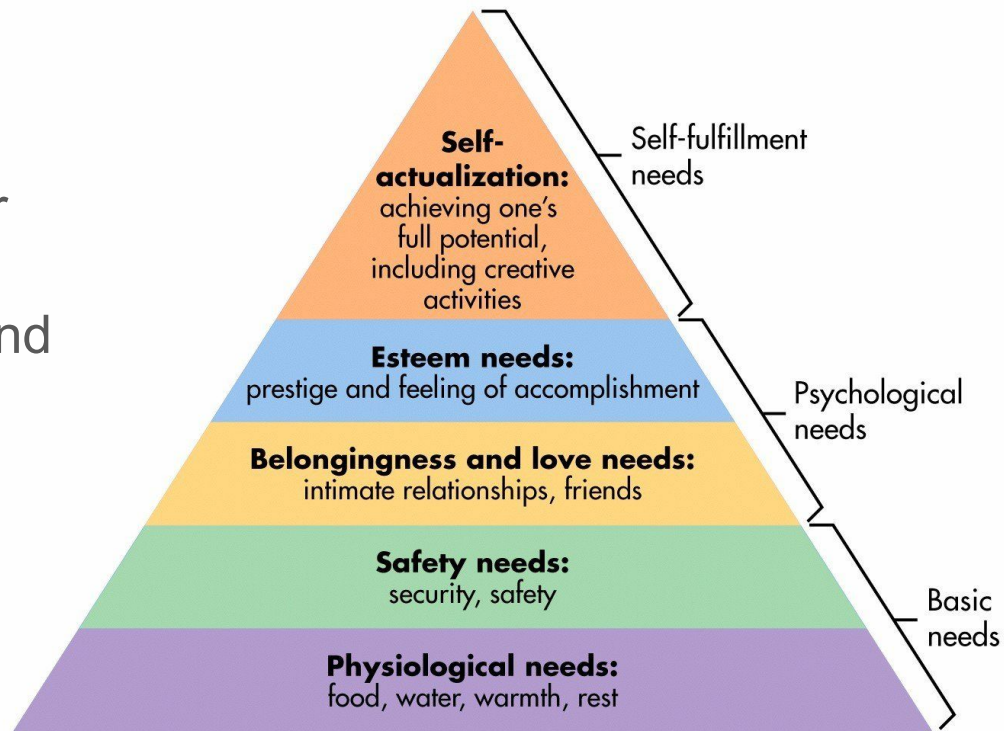 Self-
actualization:
achieving one's
full potential,
including creative
activities
Self-fulfillment
needs
nd
Esteem needs:
prestige and feeling of accomplishment
Psychological
needs
Belongingness and love needs:
intimate relationships, friends
Safety needs:
security, safety
Basic
needs
Physiological needs:
food, water, warmth, rest